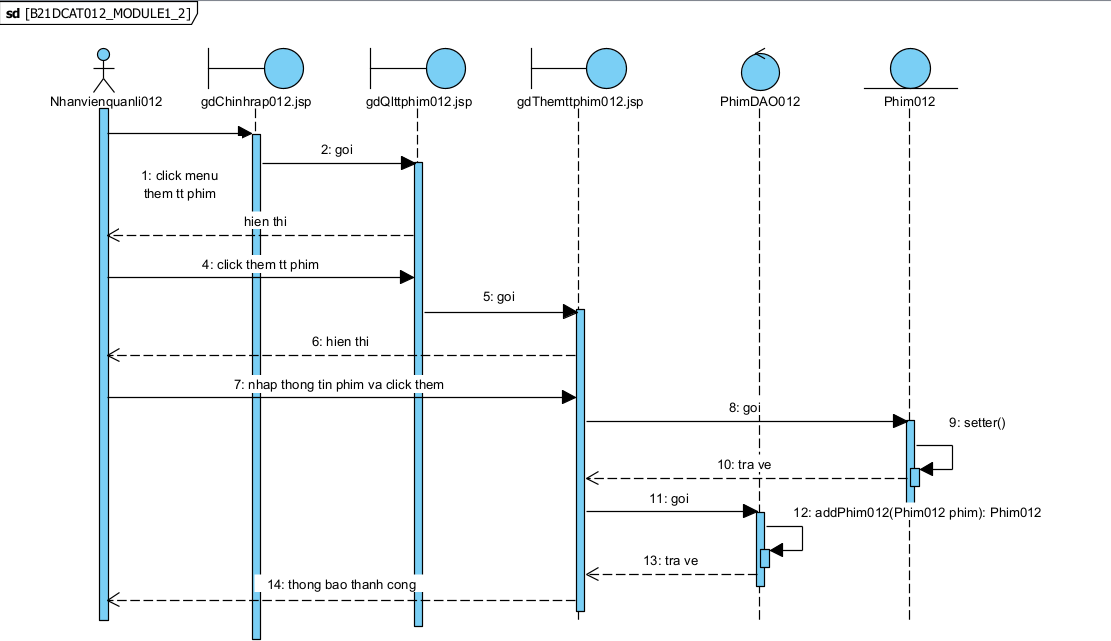 sd [B21DCAT012_MODULE1_2]
Nhanvienquanli012
gdChinhrap012.jsp
gdQlttphim012.jsp
gdThemttphim012.jsp
PhimDAO012
Phim012
2: goi
1: click menu
them tt phim
hien thi
4: click them tt phim
5: goi
6: hien thi
7: nhap thong tin phim va click them
8: goi
9: setter()
10: tra ve
11: goi
12: addPhim012(Phim012 phim): Phim012
13: tra ve
14: thong bao thanh cong